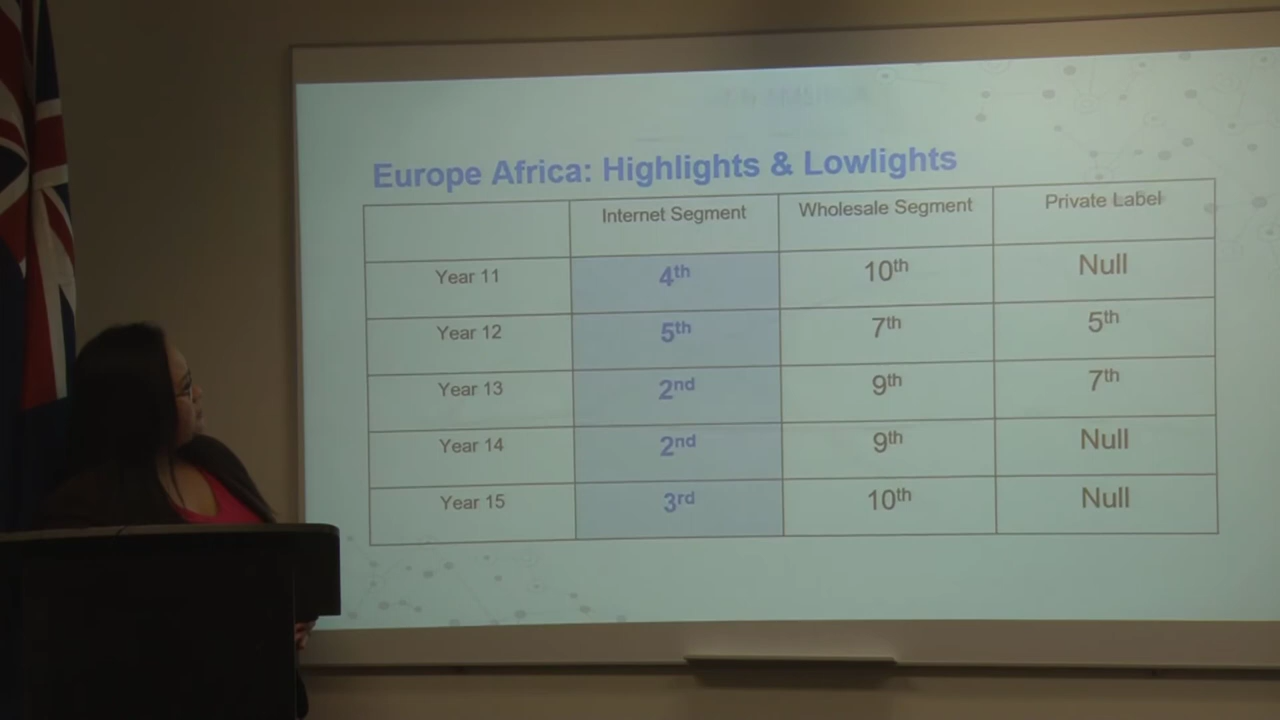 Europe Africa: Highlights & Lowlights
Internet Segment Wholesale Segment Private Label
Year 11 4th 10th Null
Year 12 5th 7th 5th
Year 13 2nd 9th 7th
Year 14 2nd 9th Null
Year 15 3rd 10th Null